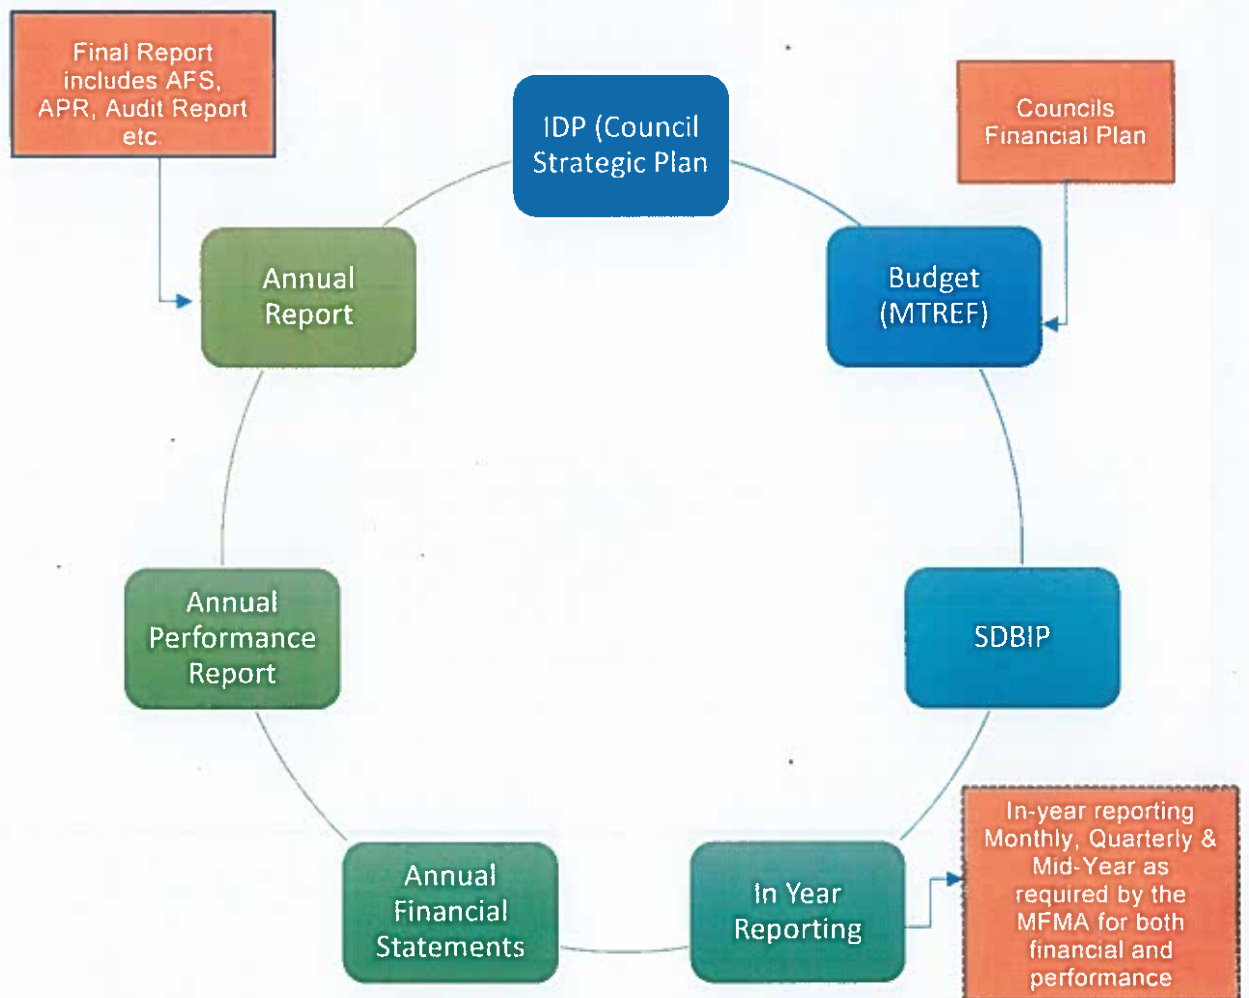 Final Report
includes AFS,
APR, Audit Report
etc.
IDP (Council
Strategic Plan
Councils
Financial Plan
Annual
Report
Budget
(MTREF)
Annual
Performance
Report
SDBIP
Annual
Financial
Statements
In Year
Reporting
In-year reporting
Monthly, Quarterly &
Mid-Year as
required by the
MFMA for both
financial and
performance